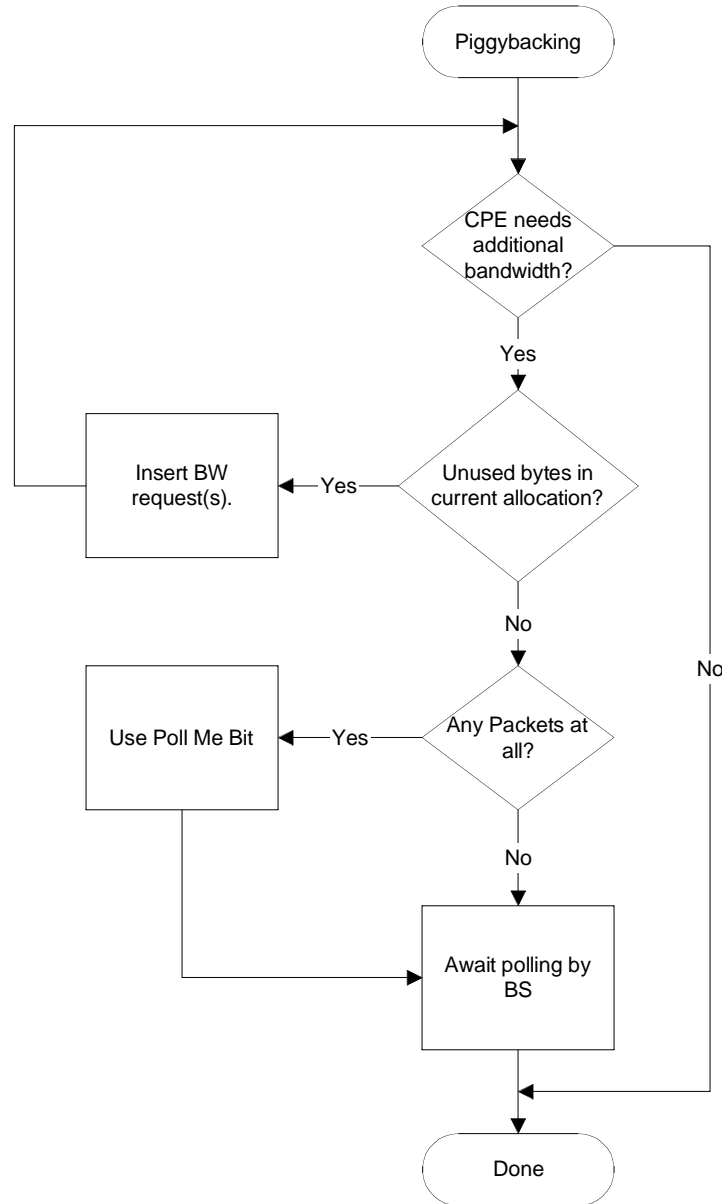 Piggybacking
CPE needs
additional
bandwidth?
Yes
Insert BW
request(s).
Yes
Unused bytes in
current allocation?
No
No
Use Poll Me Bit
Yes
Any Packets at
all?
No
Await polling by
BS
Done